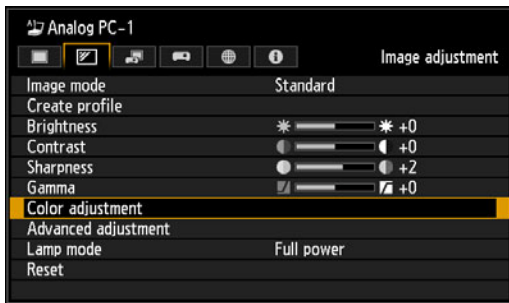 Analog PC-1
Image adjustment
Image mode Standard
Create profile
Brightness +0
Contrast +0
Sharpness +2
Gamma +0
Color adjustment
Advanced adjustment
Lamp mode Full power
Reset